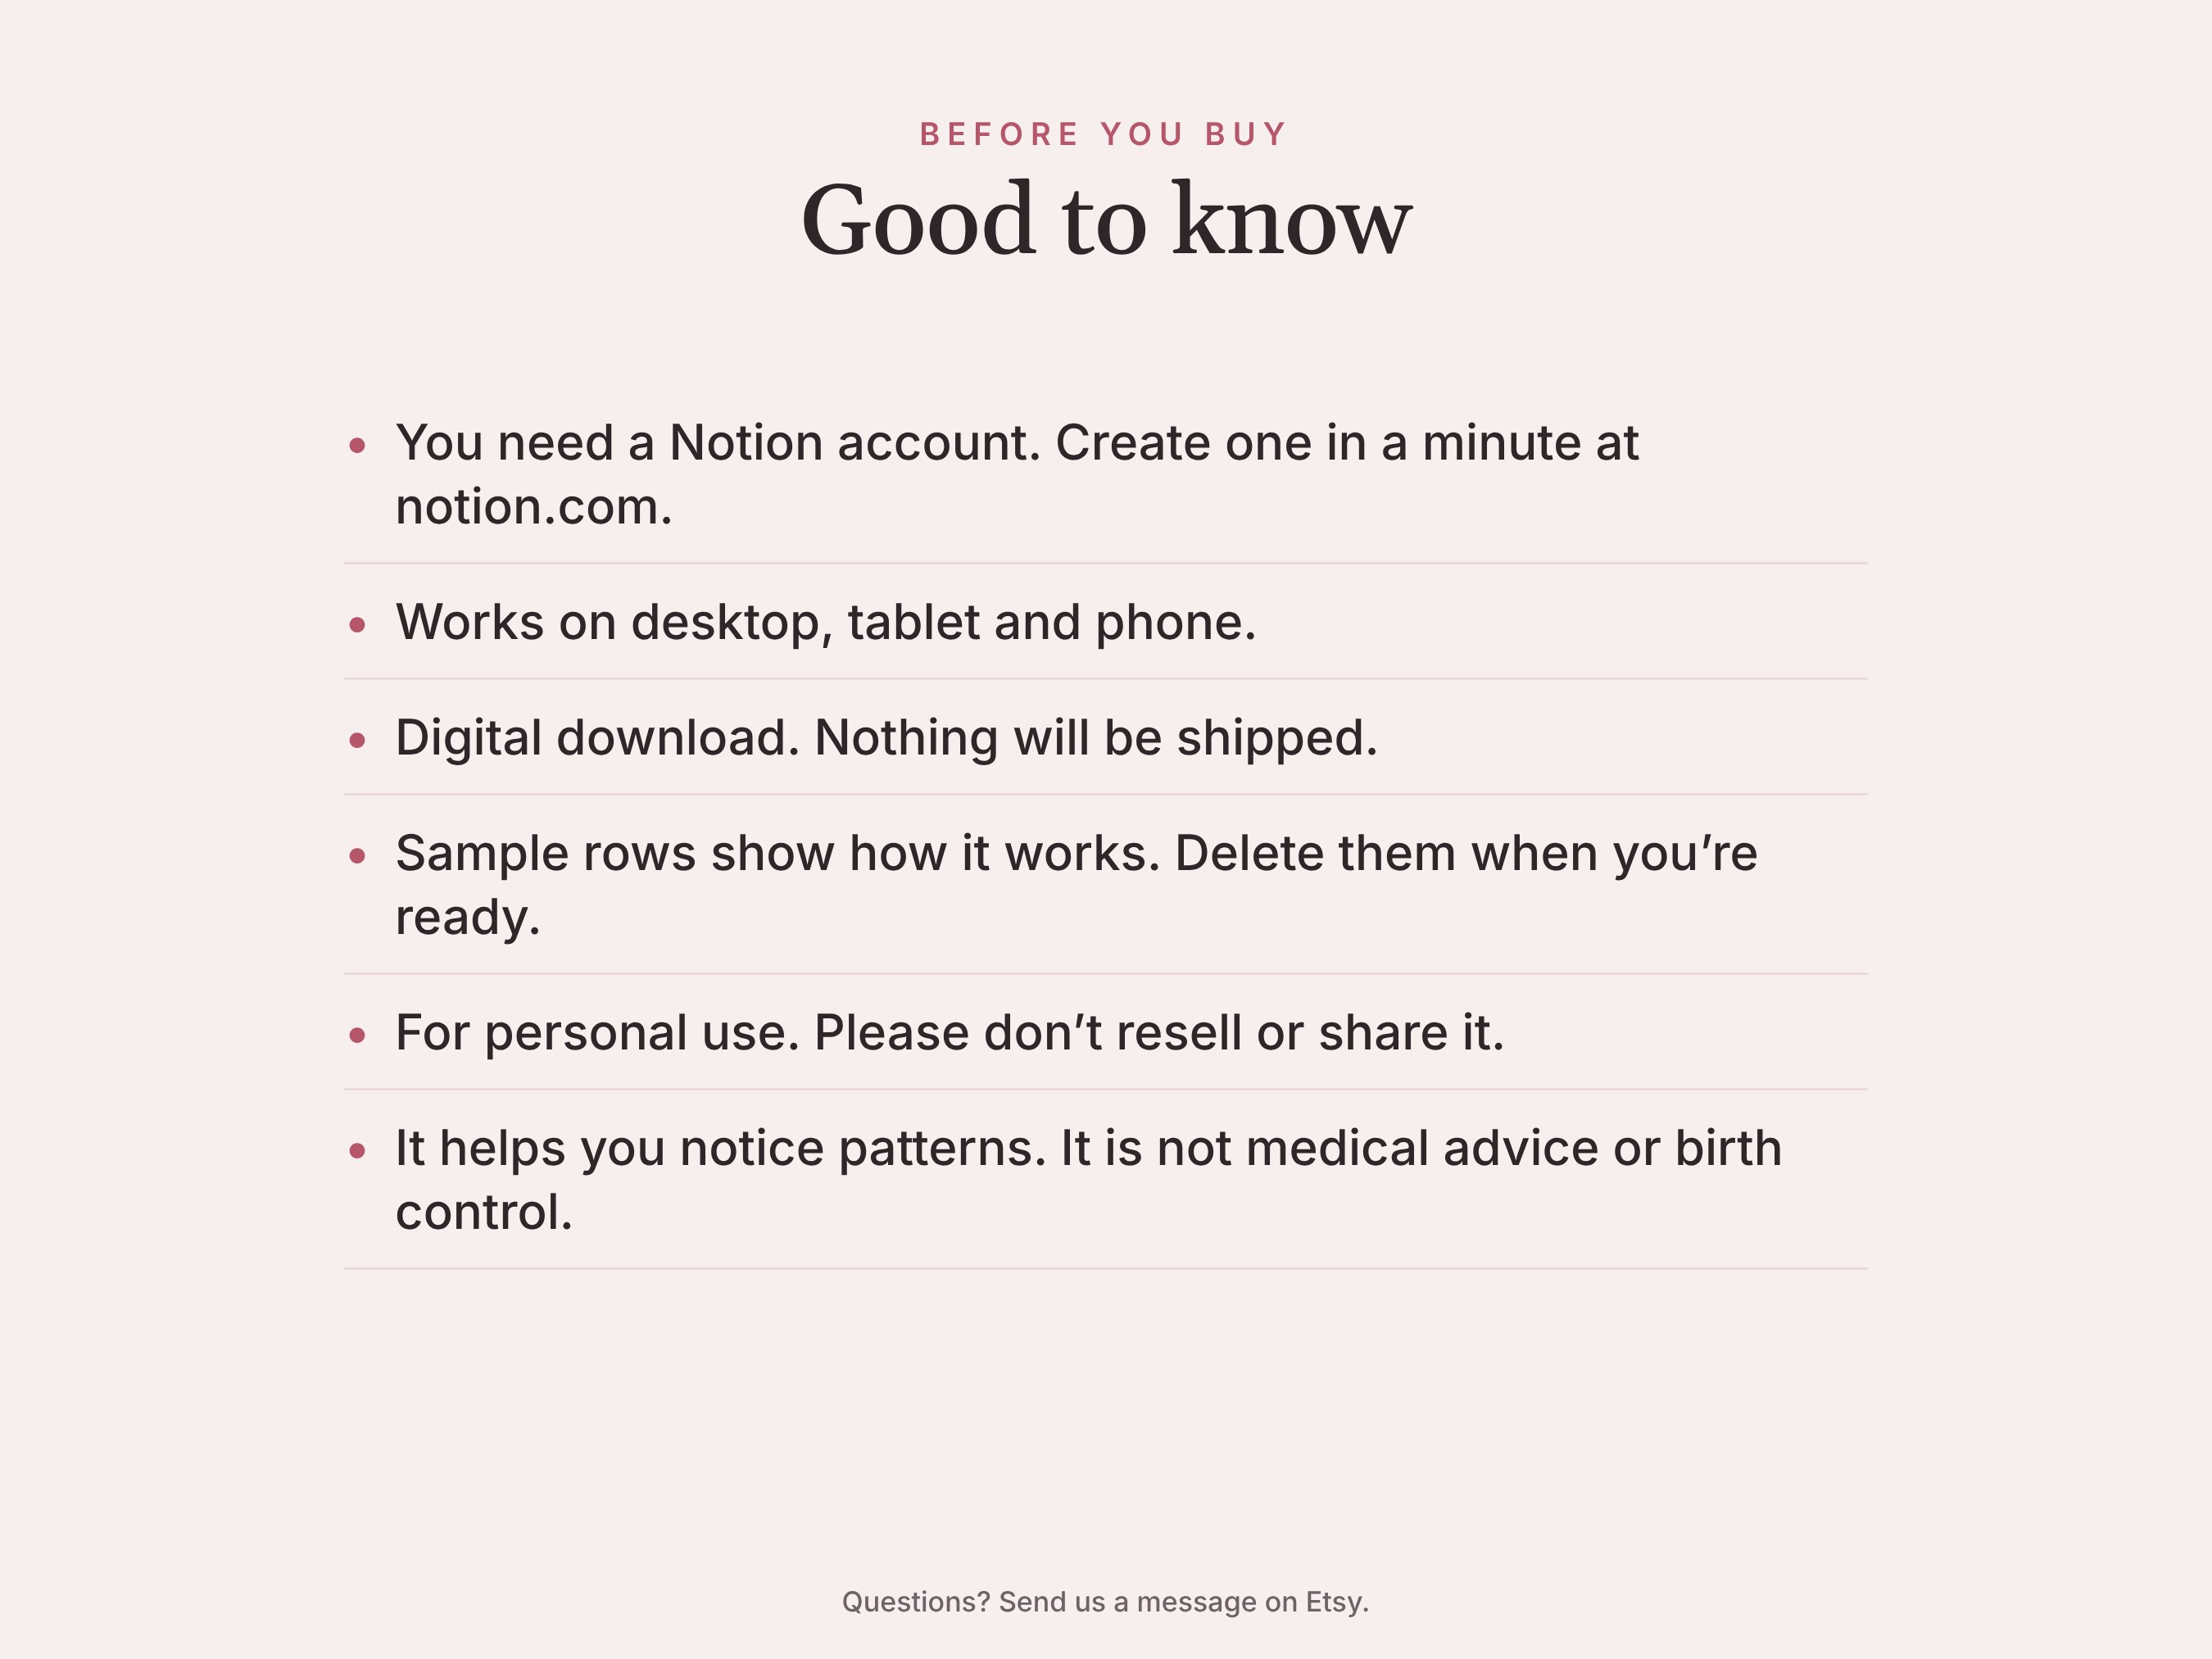 BEFORE YOU BUY
Good to know
You need a Notion account. Create one in a minute at
notion.com.
Works on desktop, tablet and phone.
Digital download. Nothing will be shipped.
Sample rows show how it works. Delete them when you’re
ready.
For personal use. Please don’t resell or share it.
It helps you notice patterns. It is not medical advice or birth
control.
Questions? Send us a message on Etsy.